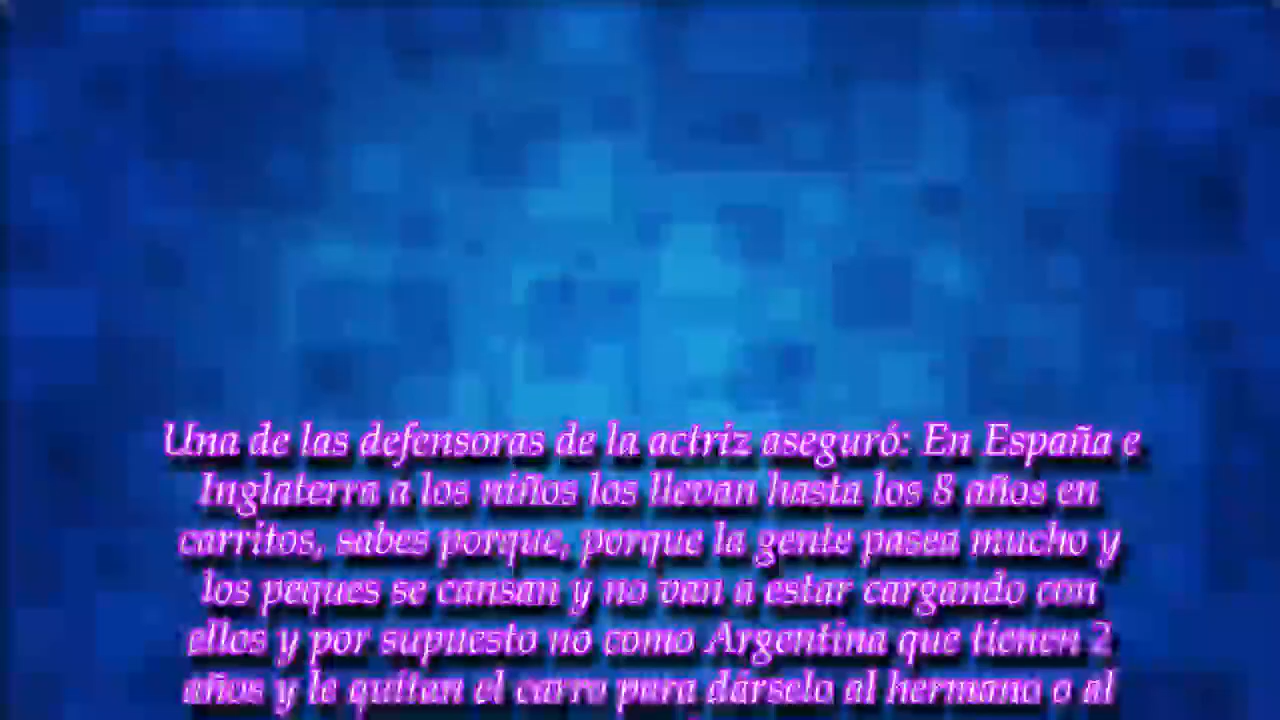 Una de las defensoras de la actriz aseguró: En España e
Inglaterra a los niños los llevan hasta los 8 años en
carritos, sabes porque, porque la gente pasea mucho y
los peques se cansan y no van a estar cargando con
ellos y por supuesto no como Argentina que tienen 2
años y le quitan el carro para dárselo al hermano o al